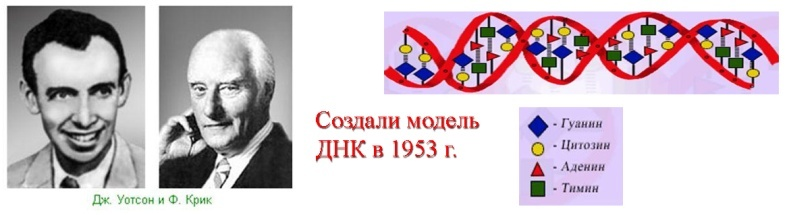 Дж. Уотсон и Ф. Крик
Создали модель
ДНК в 1953 г.
- Гуанин
- Цитозин
- Аденин
- Тимин